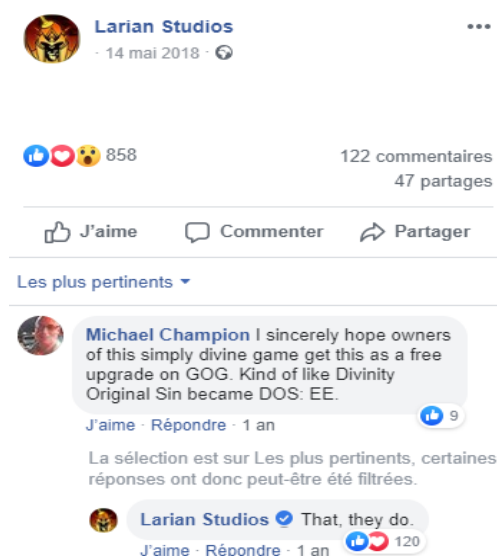 Larian Studios
· 14 mai 2018 ·
858
122 commentaires
47 partages
J'aime Commenter Partager
Les plus pertinents
Michael Champion I sincerely hope owners
of this simply divine game get this as a free
upgrade on GOG. Kind of like Divinity
Original Sin became DOS: EE.
9
J'aime · Répondre · 1 an
La sélection est sur Les plus pertinents, certaines
réponses ont donc peut-être été filtrées.
Larian Studios That, they do.
120
J'aime · Répondre · 1 an